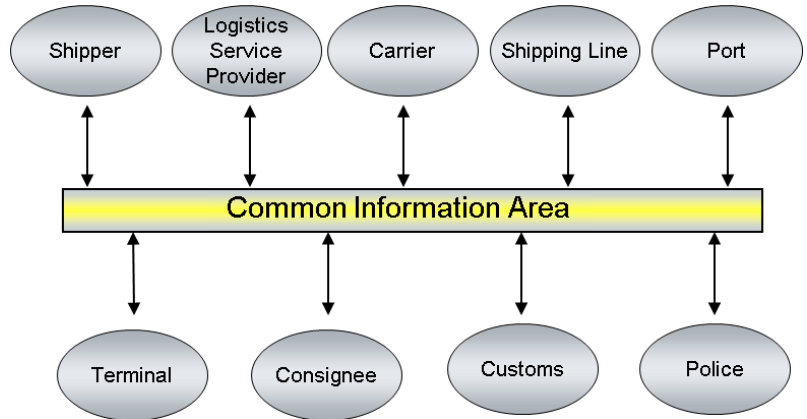 Shipper
Logistics
Service
Provider
Carrier
Shipping Line
Port
Common Information Area
Terminal
Consignee
Customs
Police